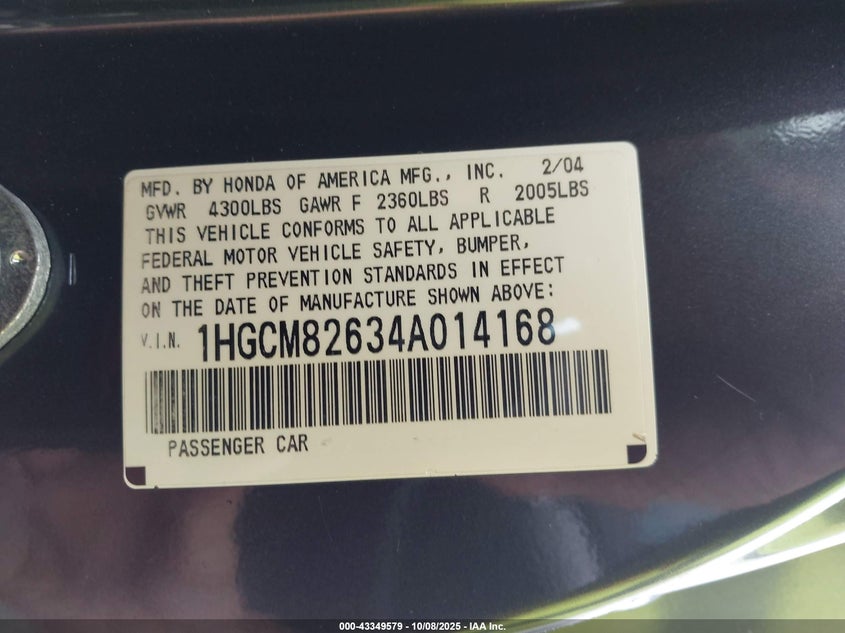 MFD. BY HONDA OF AMERICA MFG., INC. 2/04
GVWR 4300LBS GAWR F 2360LBS R 2005LBS
THIS VEHICLE CONFORMS TO ALL APPLICABLE
FEDERAL MOTOR VEHICLE SAFETY, BUMPER,
AND THEFT PREVENTION STANDARDS IN EFFECT
ON THE DATE OF MANUFACTURE SHOWN ABOVE:
V.I.N. 1HGCM82634A014168
PASSENGER CAR
000-43349579 - 10/08/2025 - IAA Inc.